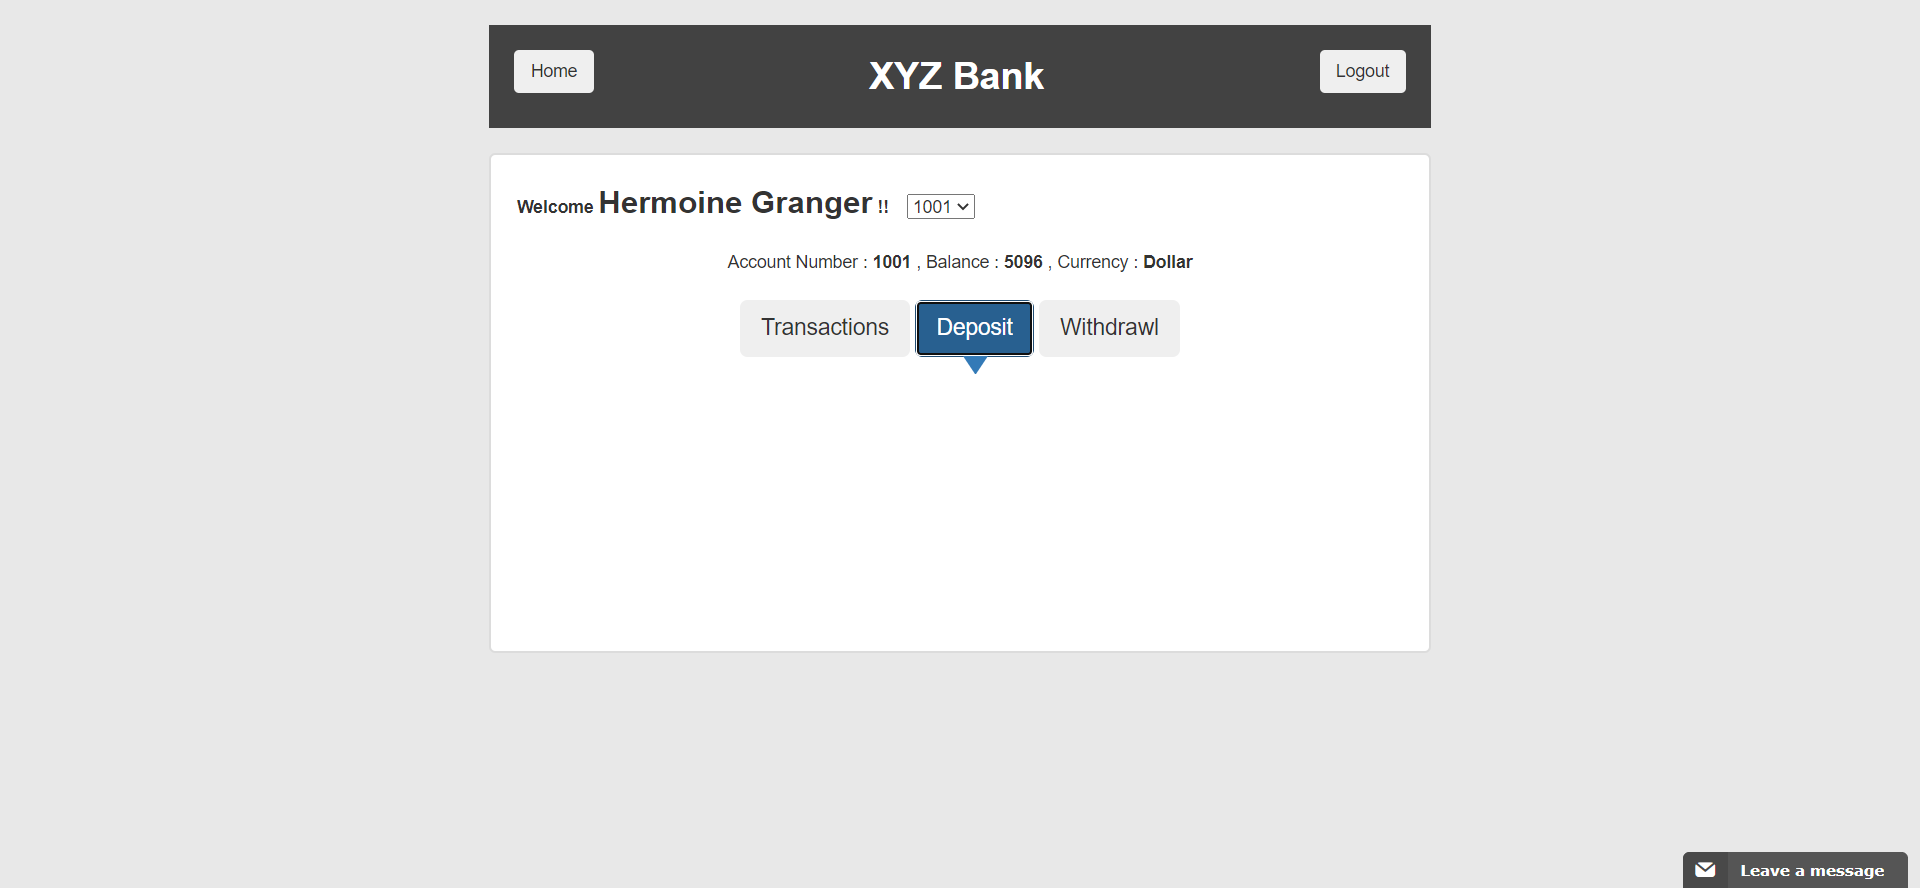 Home XYZ Bank Logout
Welcome Hermoine Granger !! 1001
Account Number : 1001 , Balance : 5096 , Currency : Dollar
Transactions Deposit Withdrawl
Leave a message